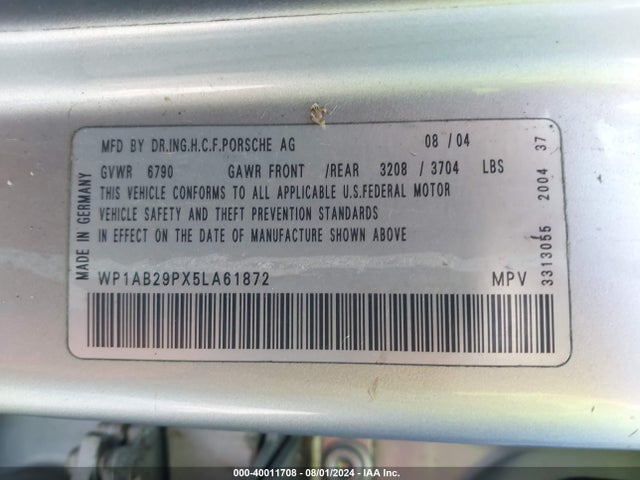 MFD BY DR.ING.H.C.F.PORSCHE AG 08 /04
GVWR 6790 GAWR FRONT /REAR 3208 / 3704 LBS
THIS VEHICLE CONFORMS TO ALL APPLICABLE U.S.FEDERAL MOTOR
VEHICLE SAFETY AND THEFT PREVENTION STANDARDS
IN EFFECT ON THE DATE OF MANUFACTURE SHOWN ABOVE
WP1AB29PX5LA61872 MPV
MADE IN GERMANY
3313055 2004 37
000-40011708 - 08/01/2024 - IAA Inc.